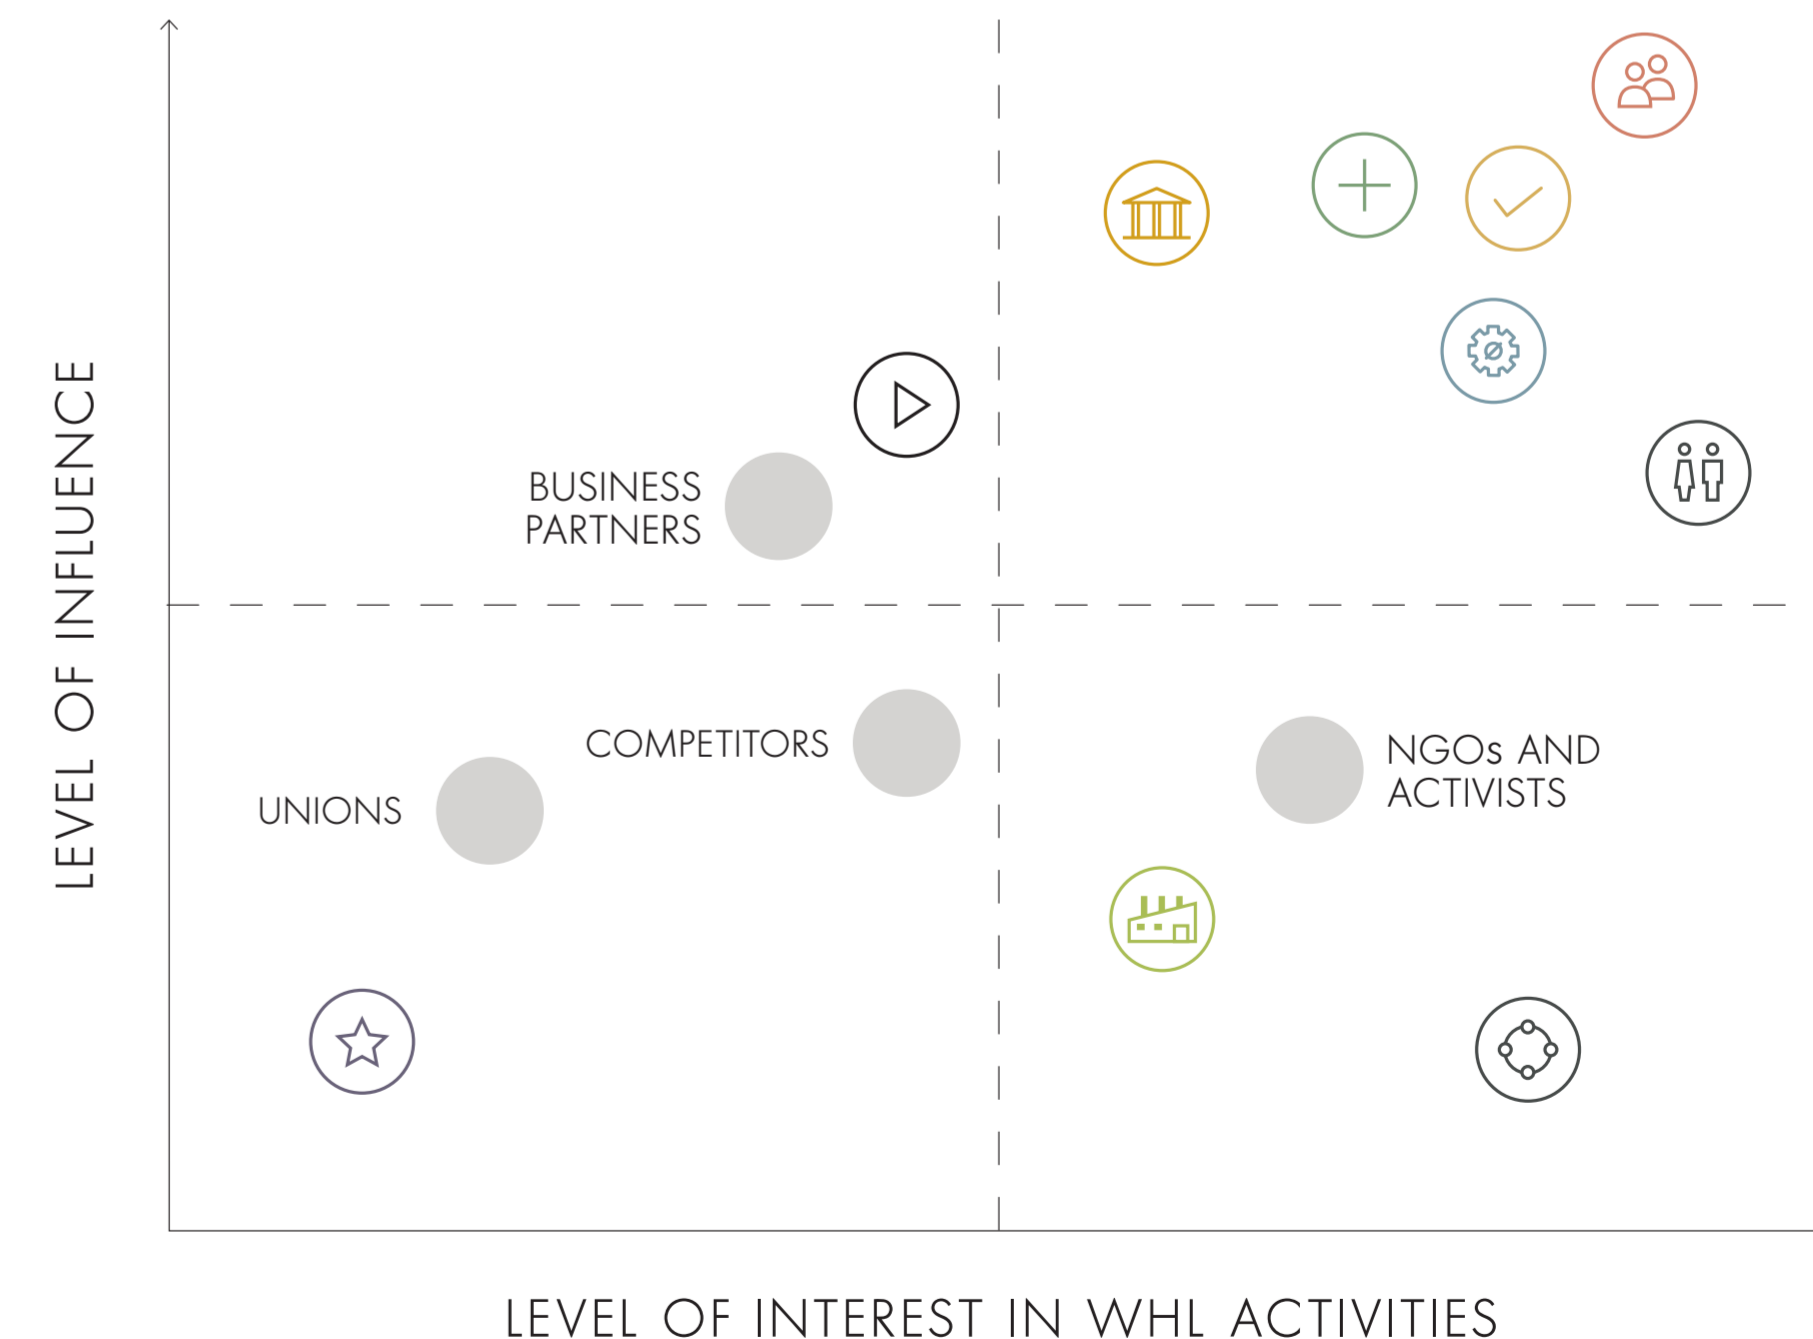 LEVEL OF INFLUENCE
BUSINESS
PARTNERS
COMPETITORS
UNIONS
NGOs AND
ACTIVISTS
LEVEL OF INTEREST IN WHL ACTIVITIES